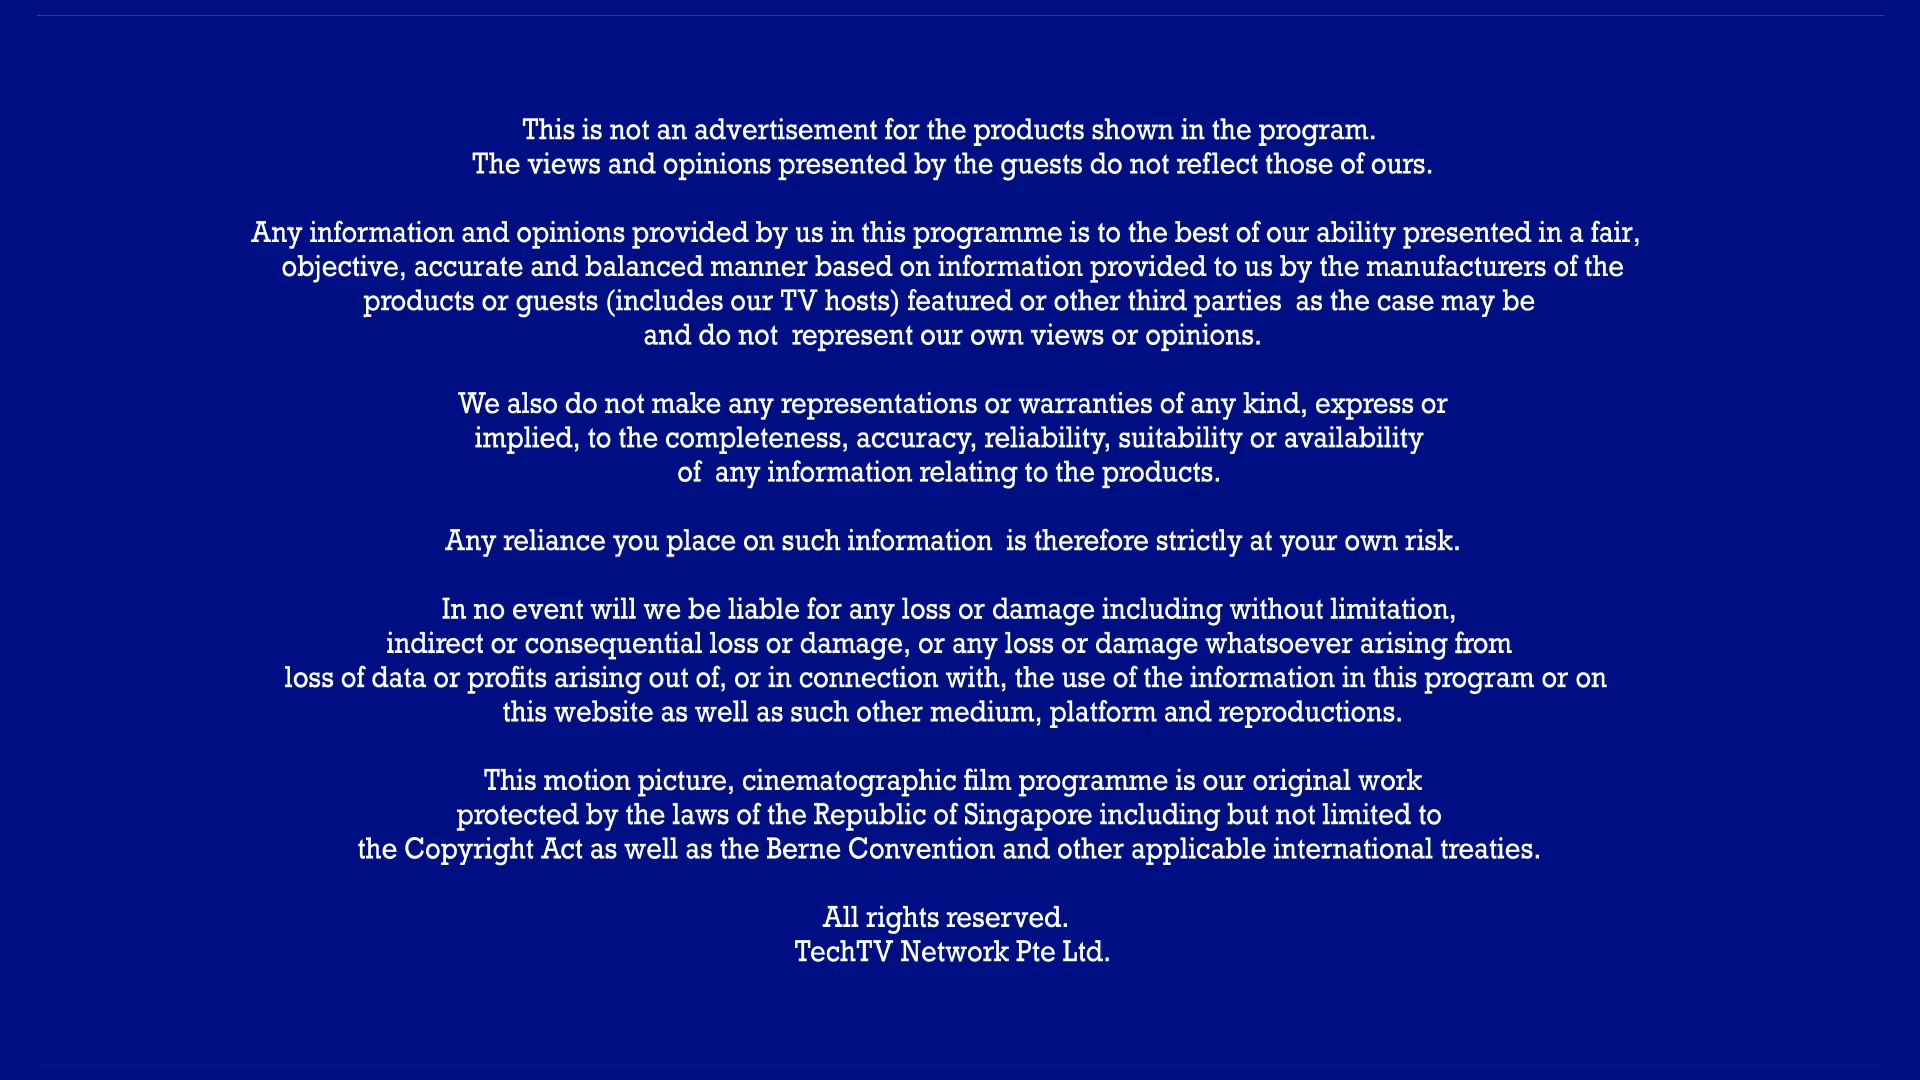 This is not an advertisement for the products shown in the program.
The views and opinions presented by the guests do not reflect those of ours.
Any information and opinions provided by us in this programme is to the best of our ability presented in a fair,
objective, accurate and balanced manner based on information provided to us by the manufacturers of the
products or guests (includes our TV hosts) featured or other third parties  as the case may be
and do not  represent our own views or opinions.
We also do not make any representations or warranties of any kind, express or
implied, to the completeness, accuracy, reliability, suitability or availability
of  any information relating to the products.
Any reliance you place on such information  is therefore strictly at your own risk.
In no event will we be liable for any loss or damage including without limitation,
indirect or consequential loss or damage, or any loss or damage whatsoever arising from
loss of data or profits arising out of, or in connection with, the use of the information in this program or on
this website as well as such other medium, platform and reproductions.
This motion picture, cinematographic film programme is our original work
protected by the laws of the Republic of Singapore including but not limited to
the Copyright Act as well as the Berne Convention and other applicable international treaties.
All rights reserved.
TechTV Network Pte Ltd.